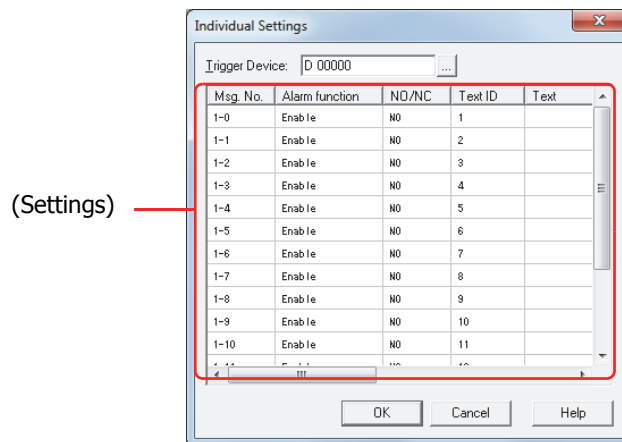 Individual Settings
Trigger Device: D 00000 ...
Msg. No. Alarm function NO/NC Text ID Text
1-0 Enable NO 1
1-1 Enable NO 2
1-2 Enable NO 3
(Settings) 1-3 Enable NO 4
1-4 Enable NO 5
1-5 Enable NO 6
1-6 Enable NO 7
1-7 Enable NO 8
1-8 Enable NO 9
1-9 Enable NO 10
1-10 Enable NO 11
OK Cancel Help